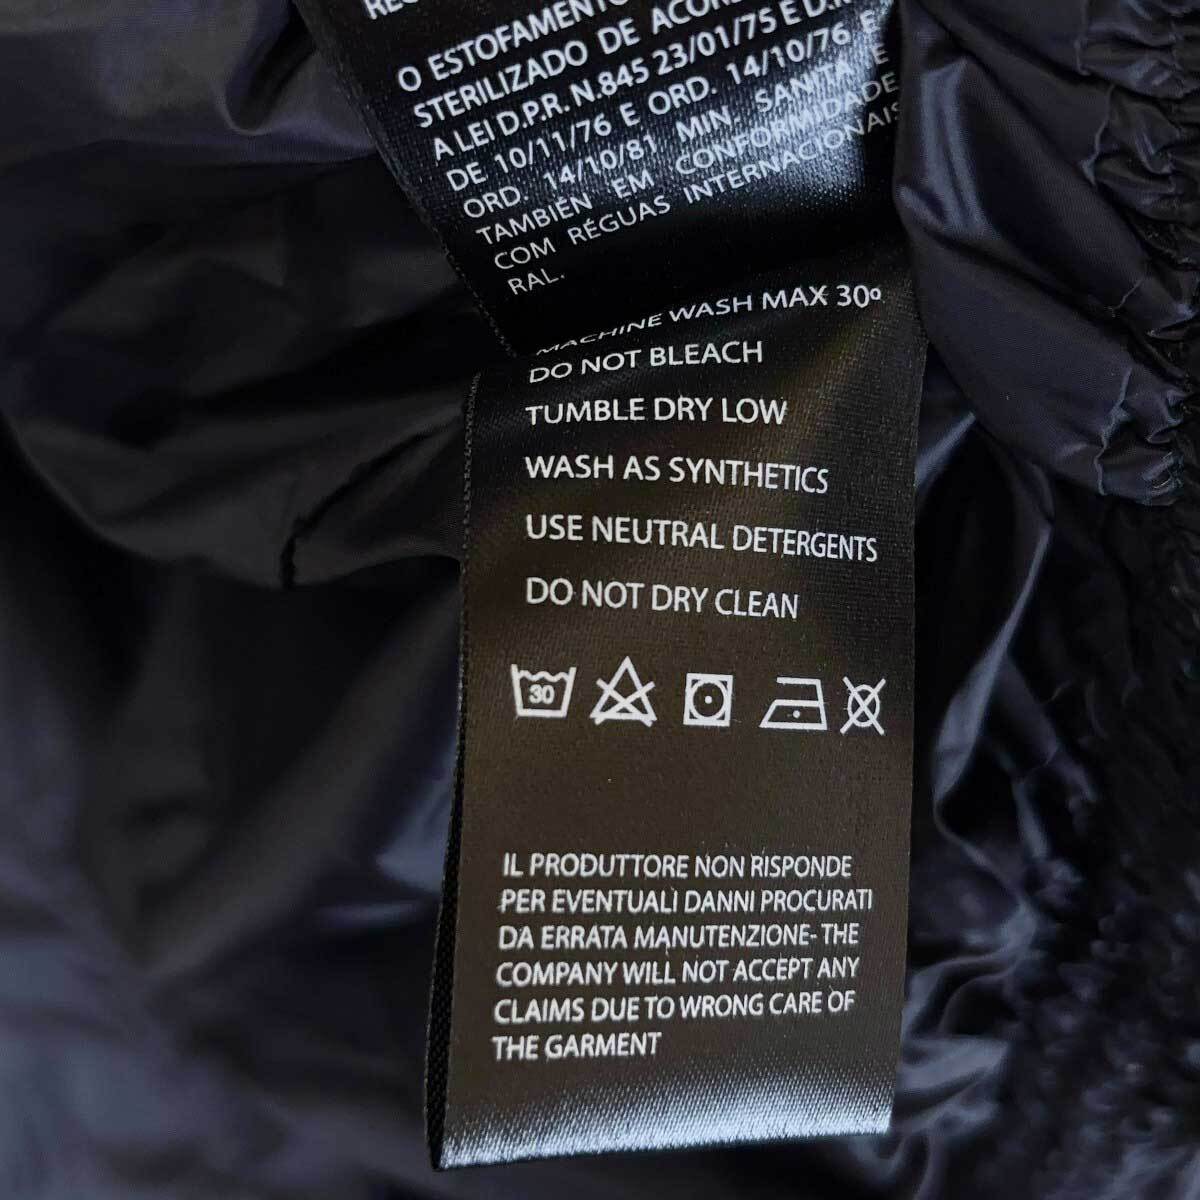 O ESTOFAMENTO
STERILIZADO DE
A LEI D.P.R. N.845 23/01/75 E D.R
DE 10/11/76 E ORD. 14/10/76 E
ORD. 14/10/81 MIN. SANITA' E
TAMBIÉN EM CONFORMIDADE
COM RÉGUAS INTERNACIONAIS
RAL.
MACHINE WASH MAX 30º
DO NOT BLEACH
TUMBLE DRY LOW
WASH AS SYNTHETICS
USE NEUTRAL DETERGENTS
DO NOT DRY CLEAN
30
IL PRODUTTORE NON RISPONDE
PER EVENTUALI DANNI PROCURATI
DA ERRATA MANUTENZIONE- THE
COMPANY WILL NOT ACCEPT ANY
CLAIMS DUE TO WRONG CARE OF
THE GARMENT